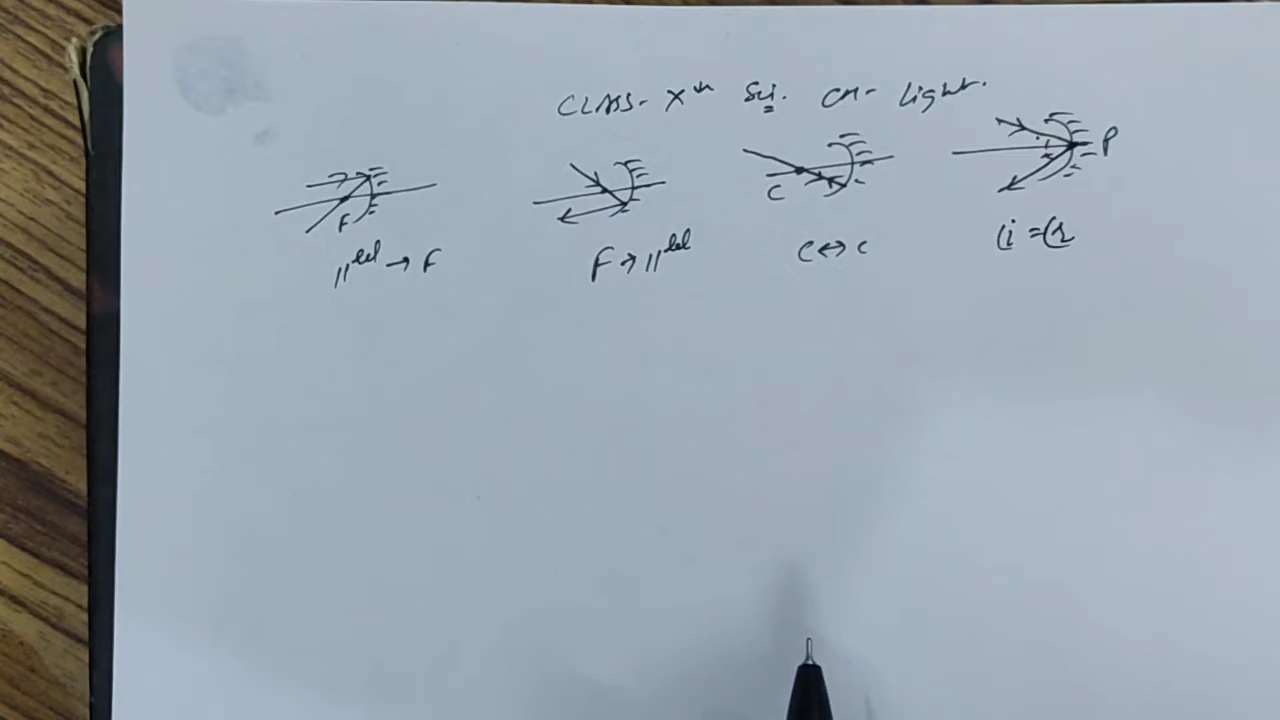 CLASS- Xth Sci. CH- Light.
P
C
F
||lel → F
F → ||lel
C ↔ C
∠i = ∠r